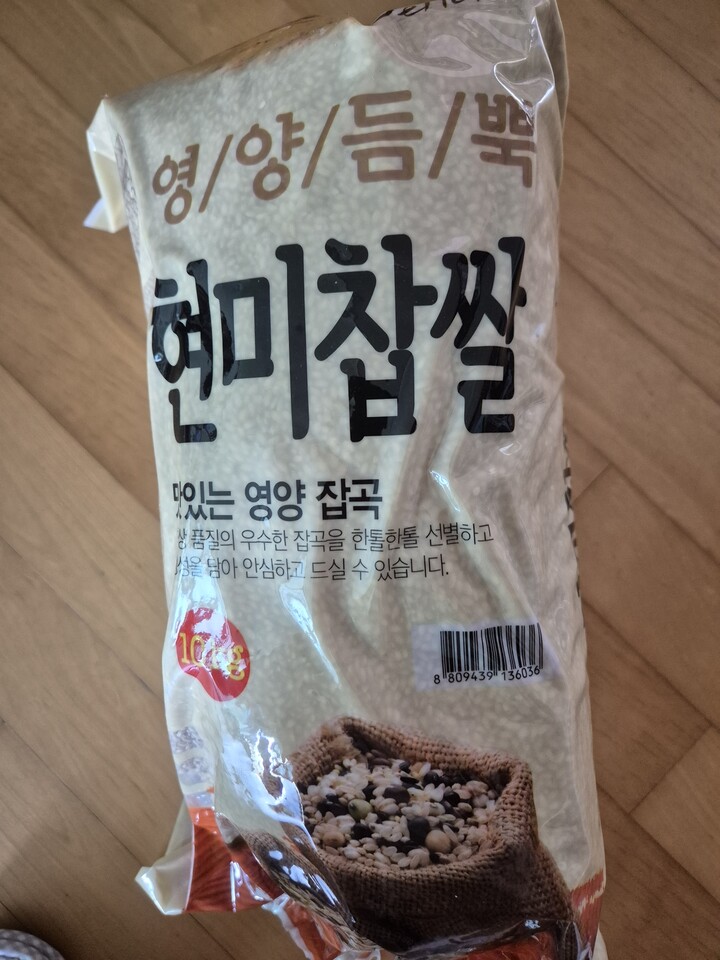 영/양/듬/뿍
현미찹쌀
맛있는 영양 잡곡
품질의 우수한 잡곡을 한톨한톨 선별하고
담아 안심하고 드실 수 있습니다.
10kg
8 809439 136036